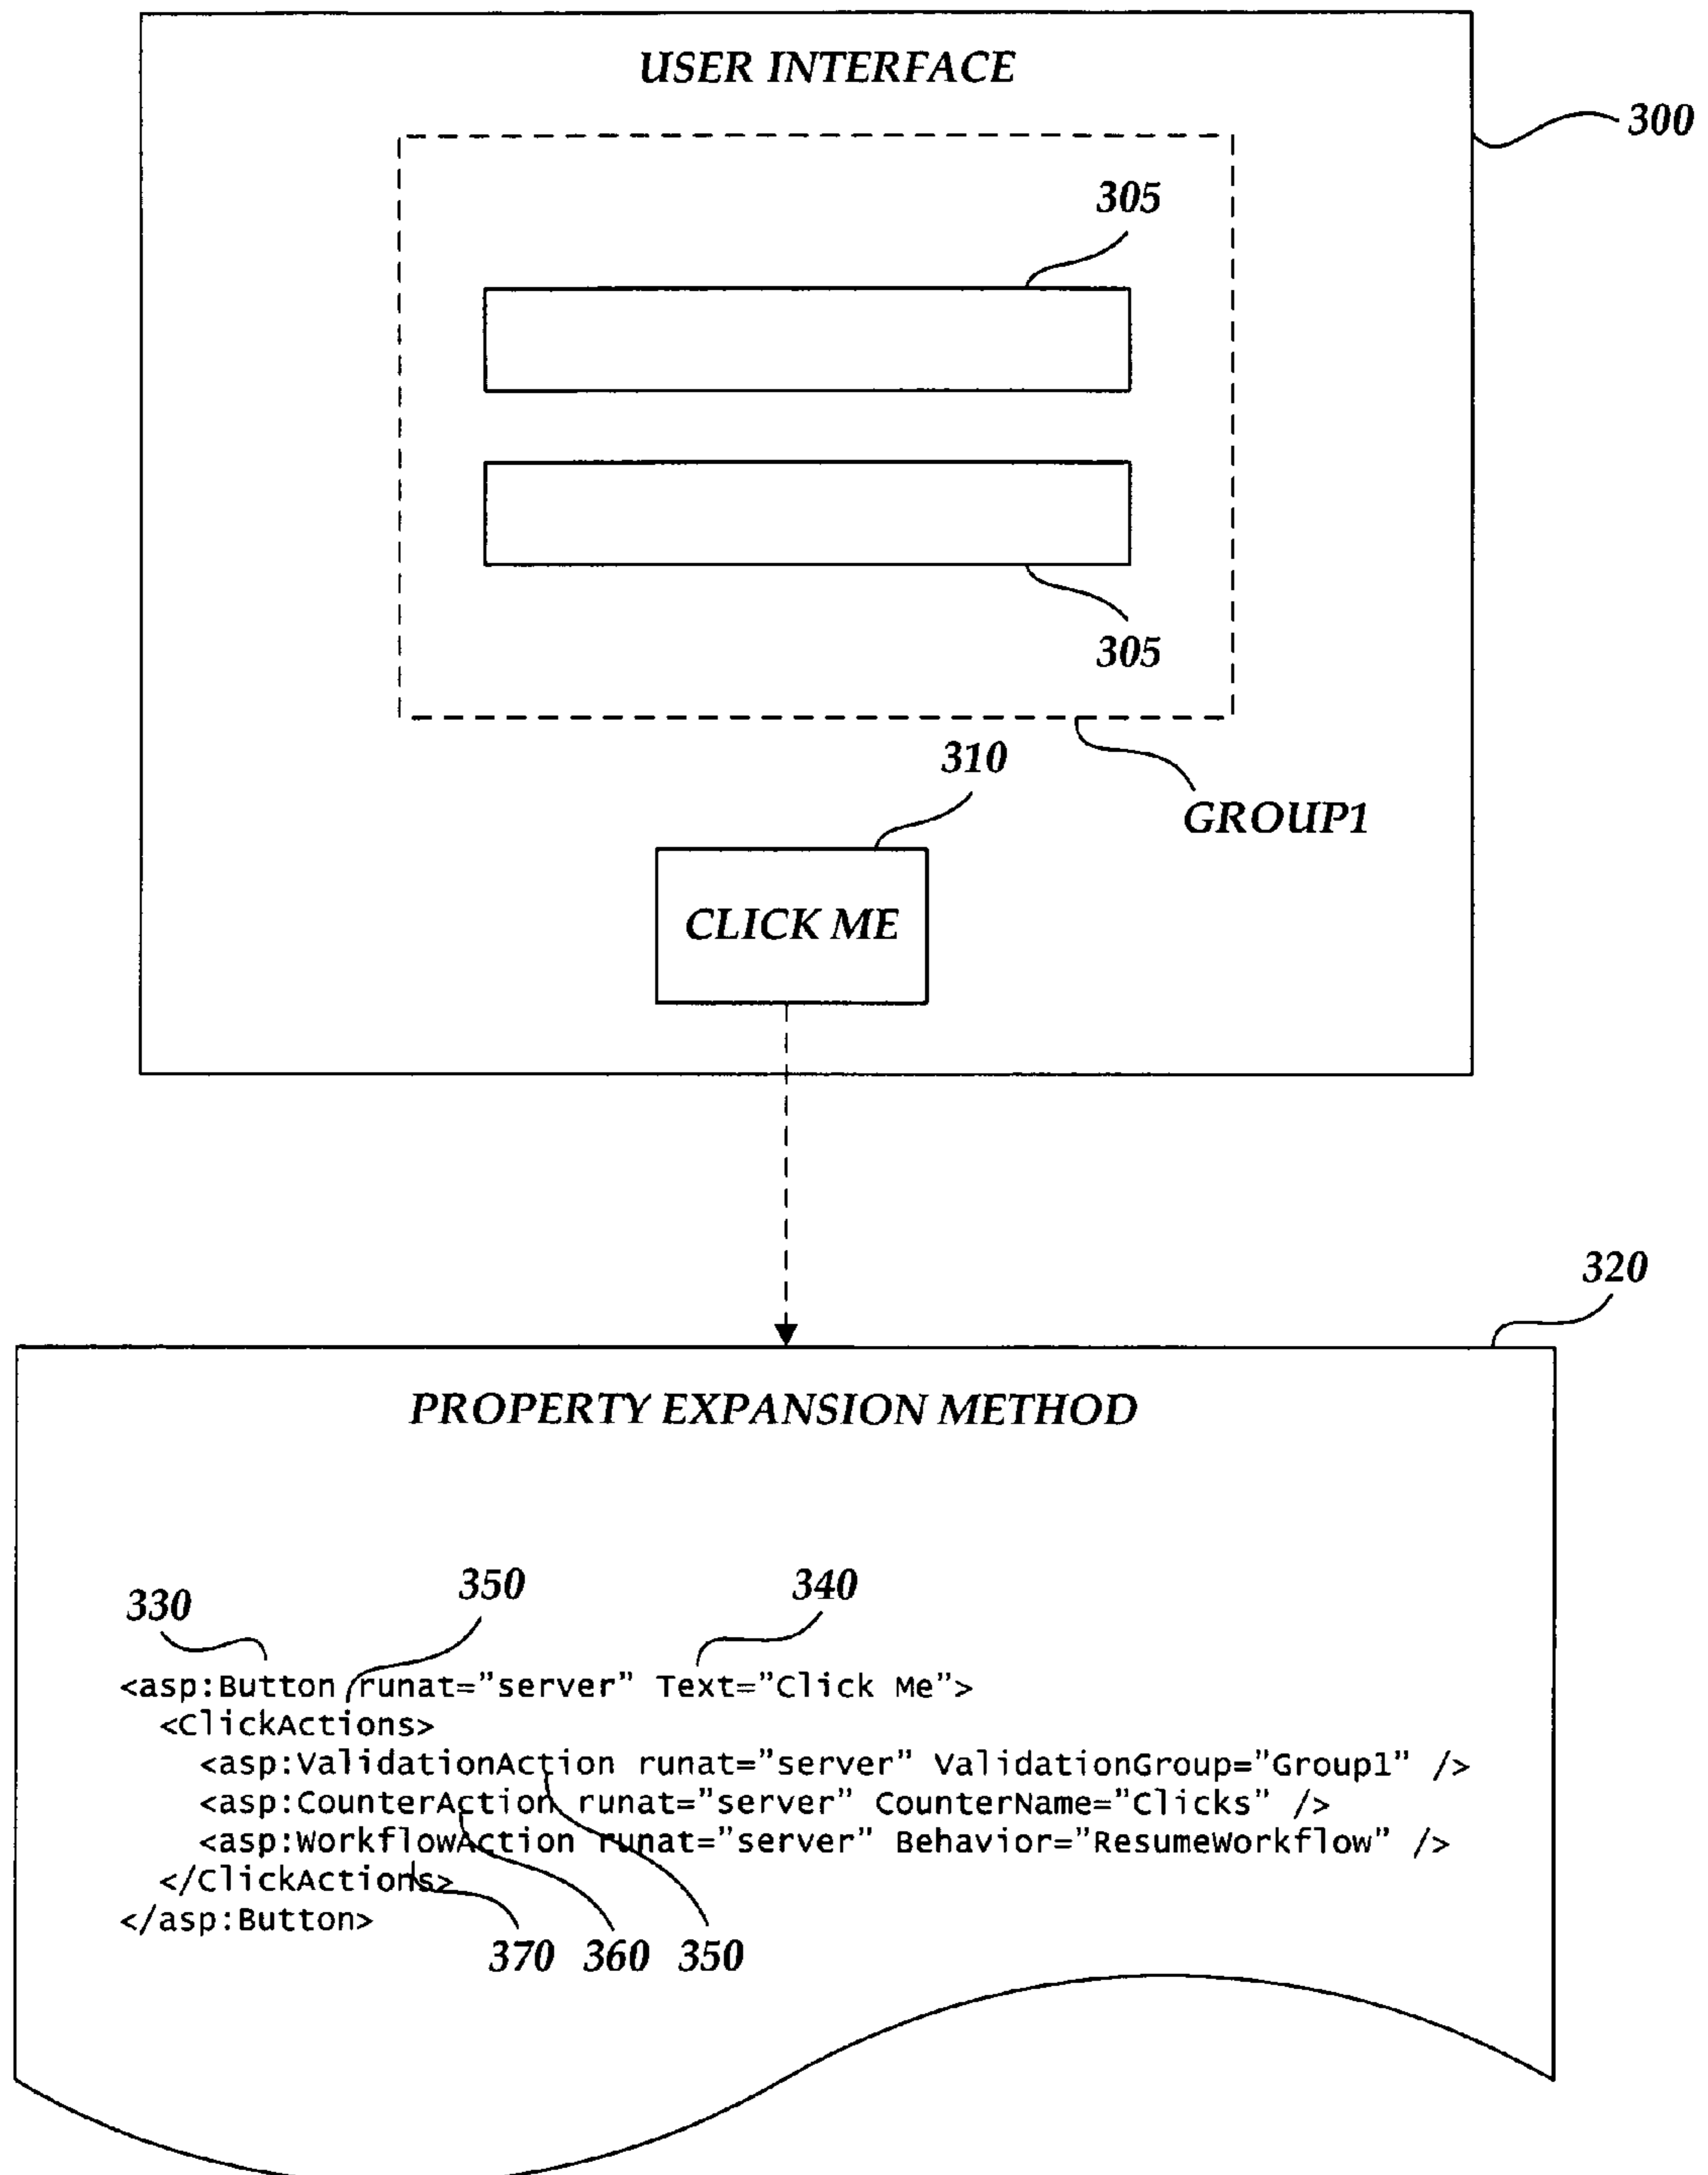 USER INTERFACE
300
305
305
310
GROUP1
CLICK ME
320
PROPERTY EXPANSION METHOD
330
350
340
<asp:Button runat="server" Text="Click Me">
<ClickActions>
<asp:ValidationAction runat="server" ValidationGroup="Group1" />
<asp:CounterAction runat="server" CounterName="Clicks" />
<asp:WorkflowAction runat="server" Behavior="ResumeWorkflow" />
</ClickActions>
</asp:Button>
370 360 350